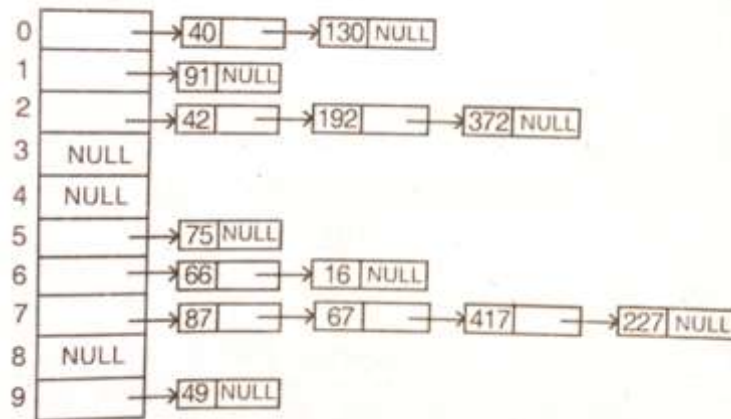 0 40 130 NULL
1 91 NULL
2 42 192 372 NULL
3 NULL
4 NULL
5 75 NULL
6 66 16 NULL
7 87 67 417 227 NULL
8 NULL
9 49 NULL